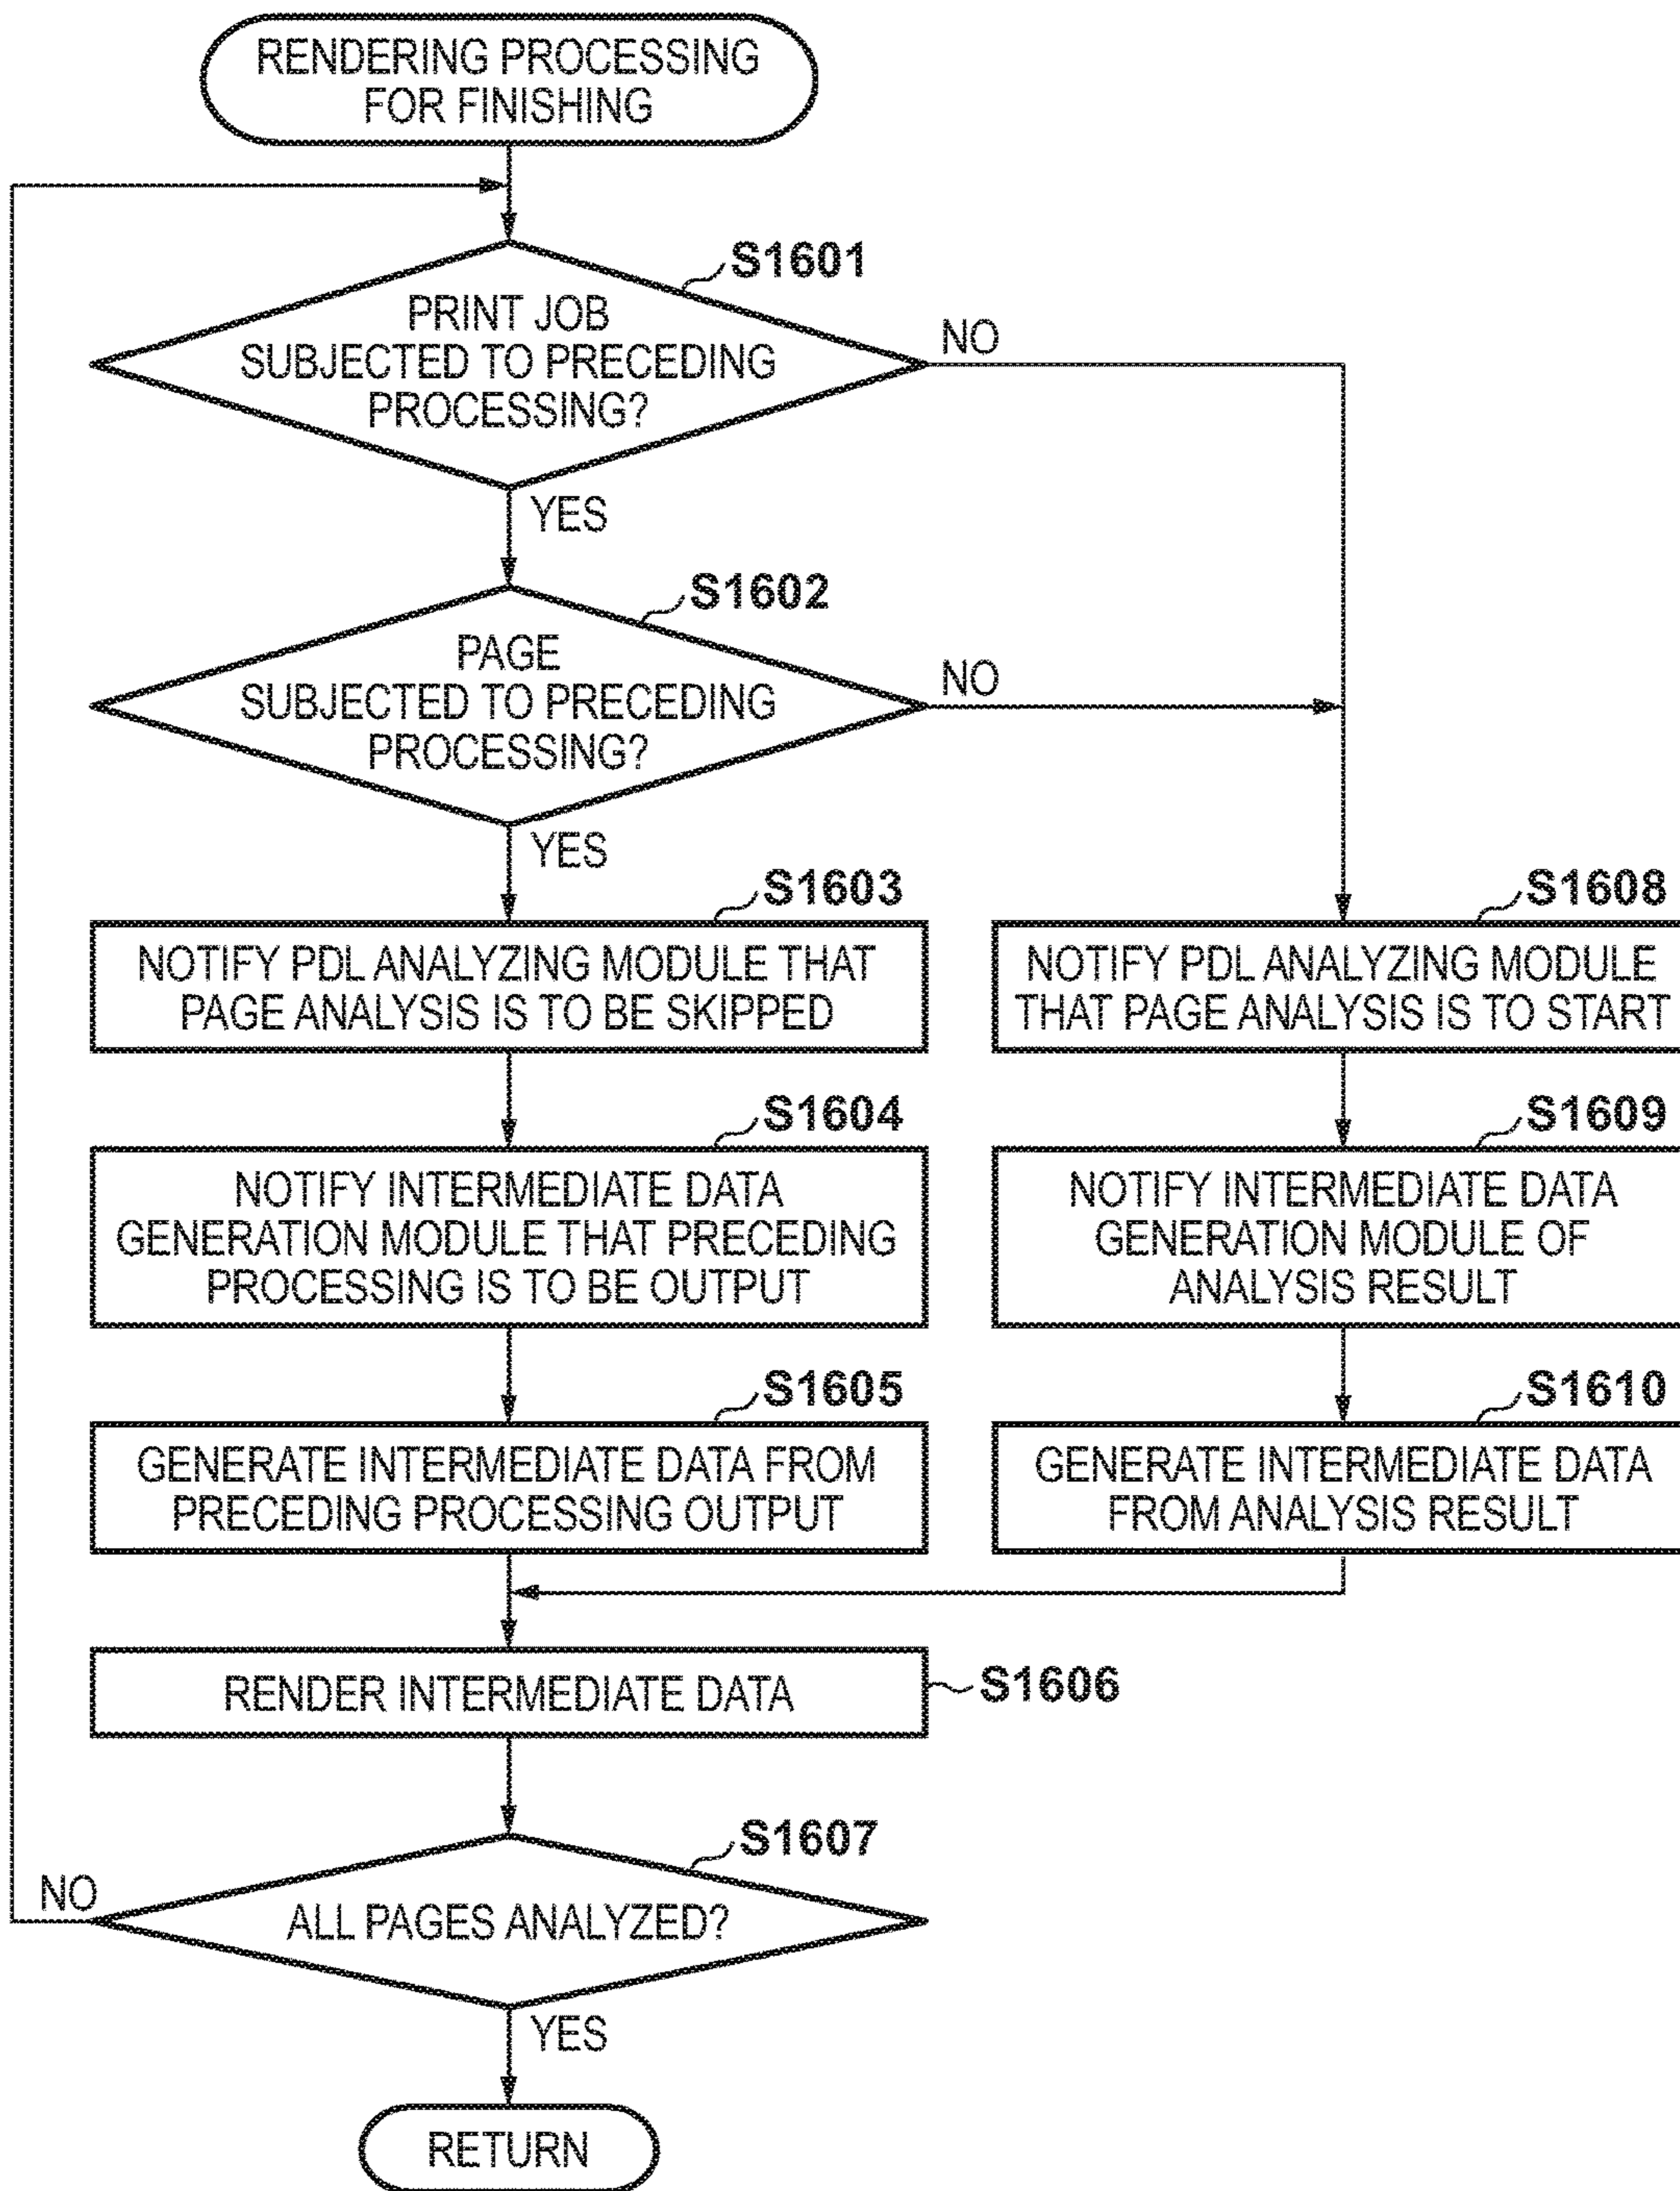 RENDERING PROCESSING
FOR FINISHING
S1601
PRINT JOB
SUBJECTED TO PRECEDING
PROCESSING?
NO
YES
S1602
PAGE
SUBJECTED TO PRECEDING
PROCESSING?
NO
YES
S1603
NOTIFY PDL ANALYZING MODULE THAT
PAGE ANALYSIS IS TO BE SKIPPED
S1608
NOTIFY PDL ANALYZING MODULE
THAT PAGE ANALYSIS IS TO START
S1604
NOTIFY INTERMEDIATE DATA
GENERATION MODULE THAT PRECEDING
PROCESSING IS TO BE OUTPUT
S1609
NOTIFY INTERMEDIATE DATA
GENERATION MODULE OF
ANALYSIS RESULT
S1605
GENERATE INTERMEDIATE DATA FROM
PRECEDING PROCESSING OUTPUT
S1610
GENERATE INTERMEDIATE DATA
FROM ANALYSIS RESULT
RENDER INTERMEDIATE DATA
S1606
S1607
ALL PAGES ANALYZED?
NO
YES
RETURN